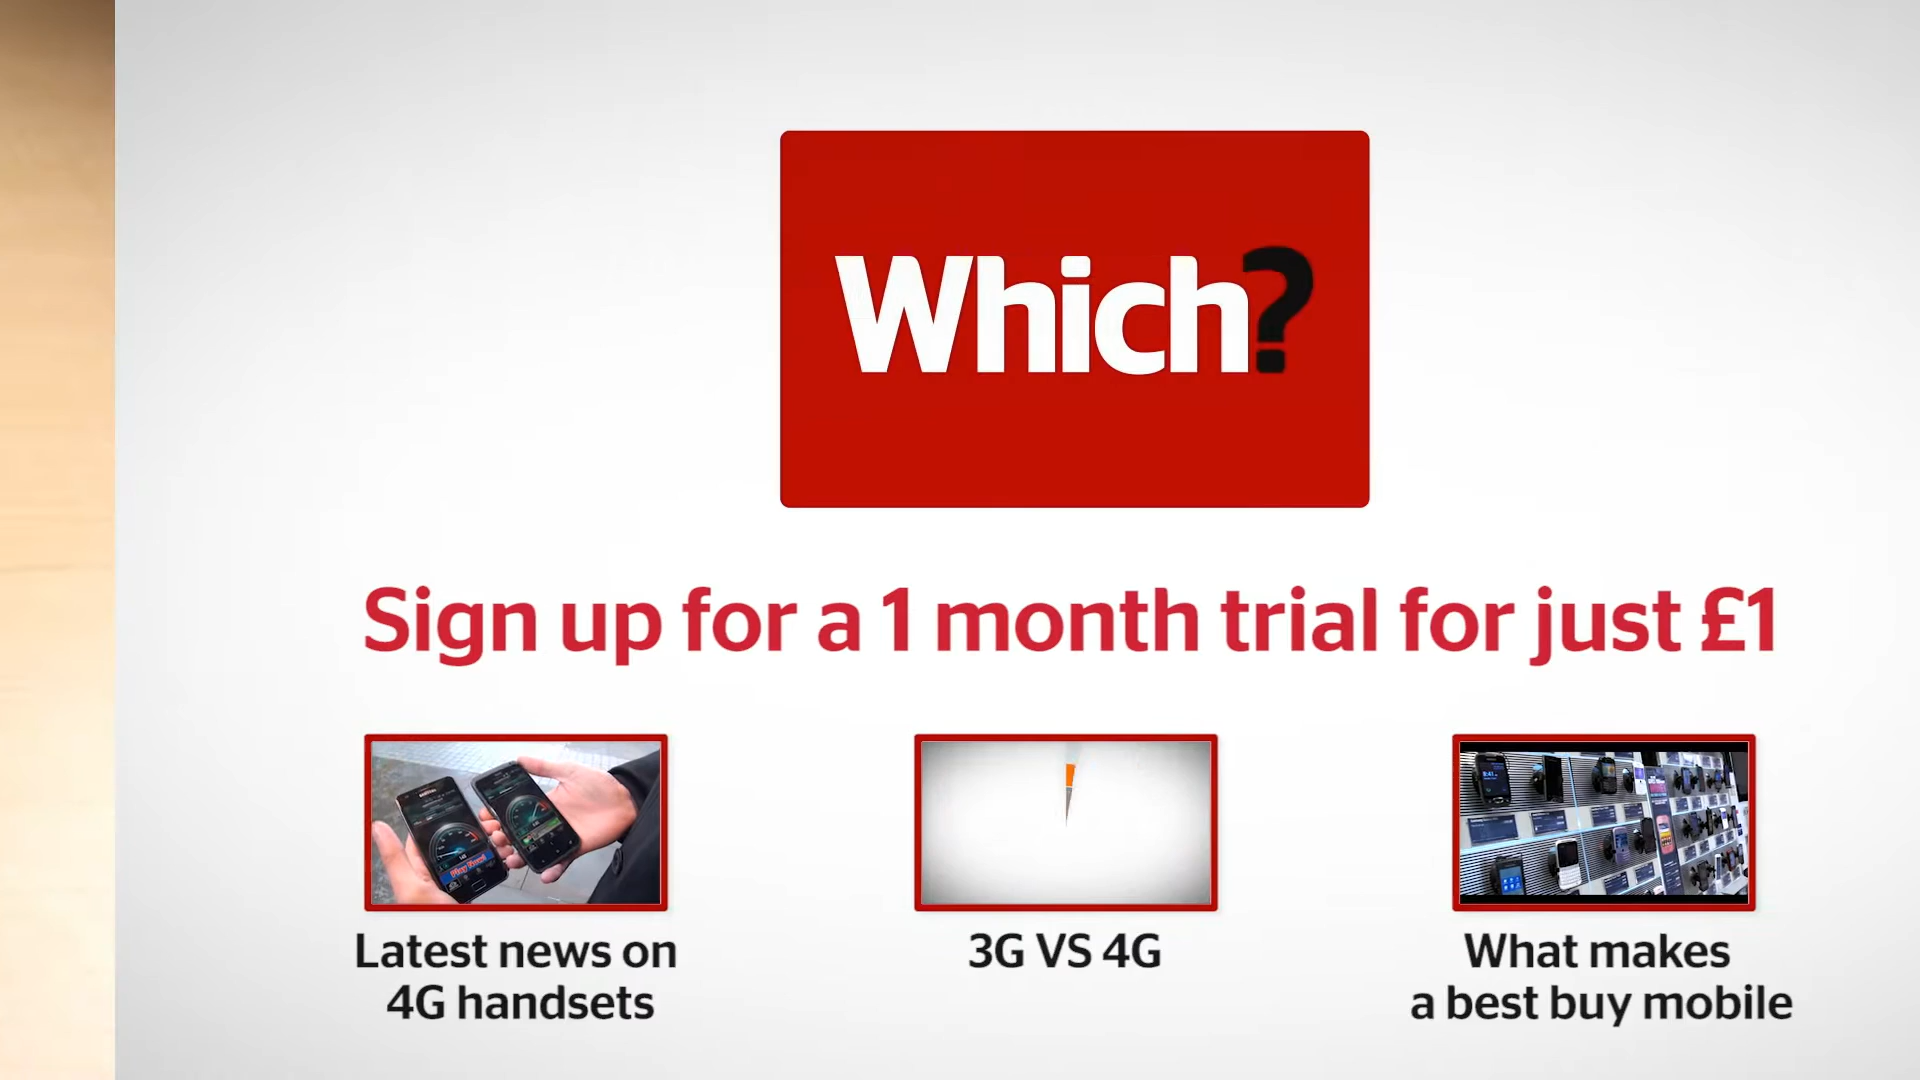 Which?
Sign up for a 1 month trial for just £1
Latest news on
4G handsets
3G VS 4G
What makes
a best buy mobile